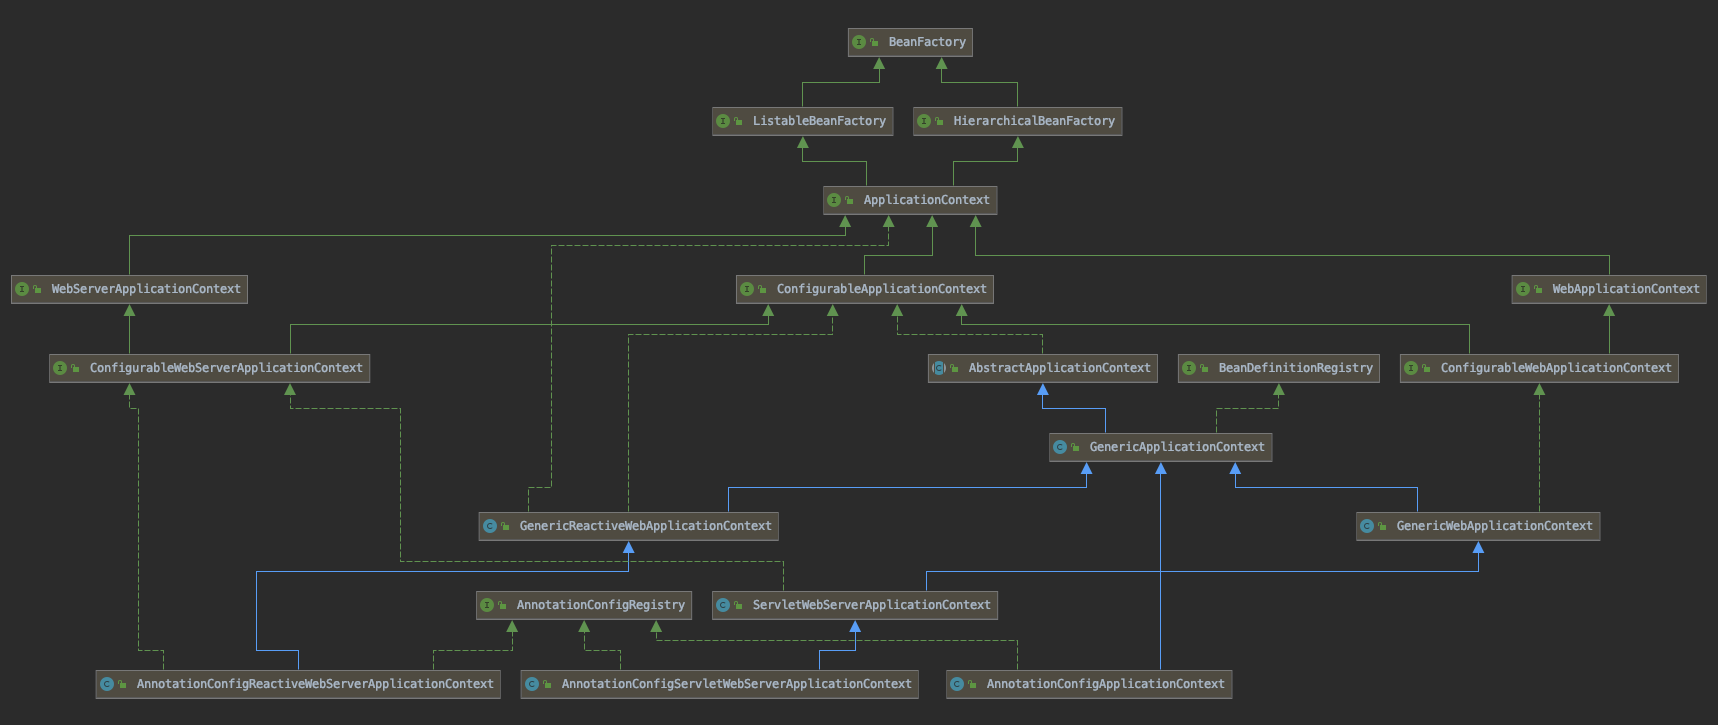 BeanFactory
ListableBeanFactory
HierarchicalBeanFactory
ApplicationContext
WebServerApplicationContext
ConfigurableApplicationContext
WebApplicationContext
ConfigurableWebServerApplicationContext
AbstractApplicationContext
BeanDefinitionRegistry
ConfigurableWebApplicationContext
GenericApplicationContext
GenericReactiveWebApplicationContext
GenericWebApplicationContext
AnnotationConfigRegistry
ServletWebServerApplicationContext
AnnotationConfigReactiveWebServerApplicationContext
AnnotationConfigServletWebServerApplicationContext
AnnotationConfigApplicationContext